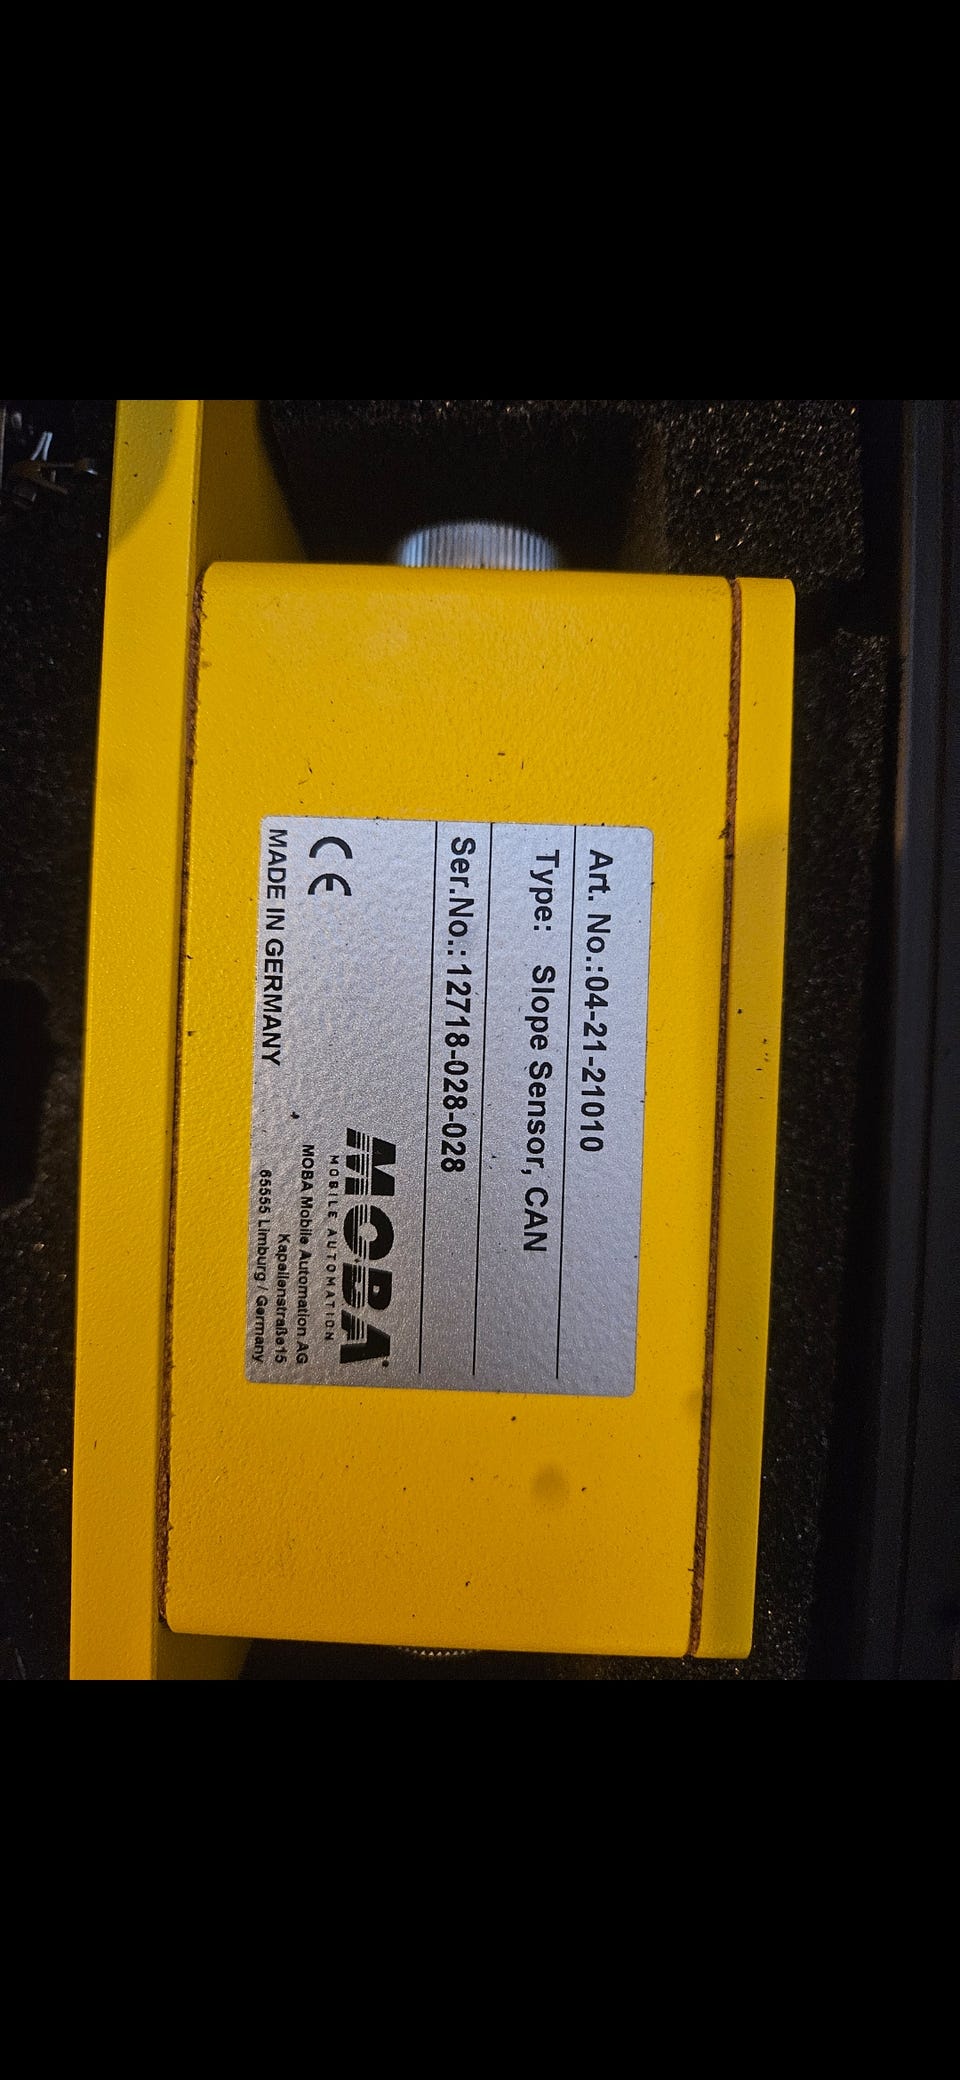 Art. No.:04-21-21010
Type: Slope Sensor, CAN
Ser.No.:12718-028-028
CE
MOBA®
MOBILE AUTOMATION
MOBA Mobile Automation AG
Kapellenstraße15
65555 Limburg / Germany
MADE IN GERMANY